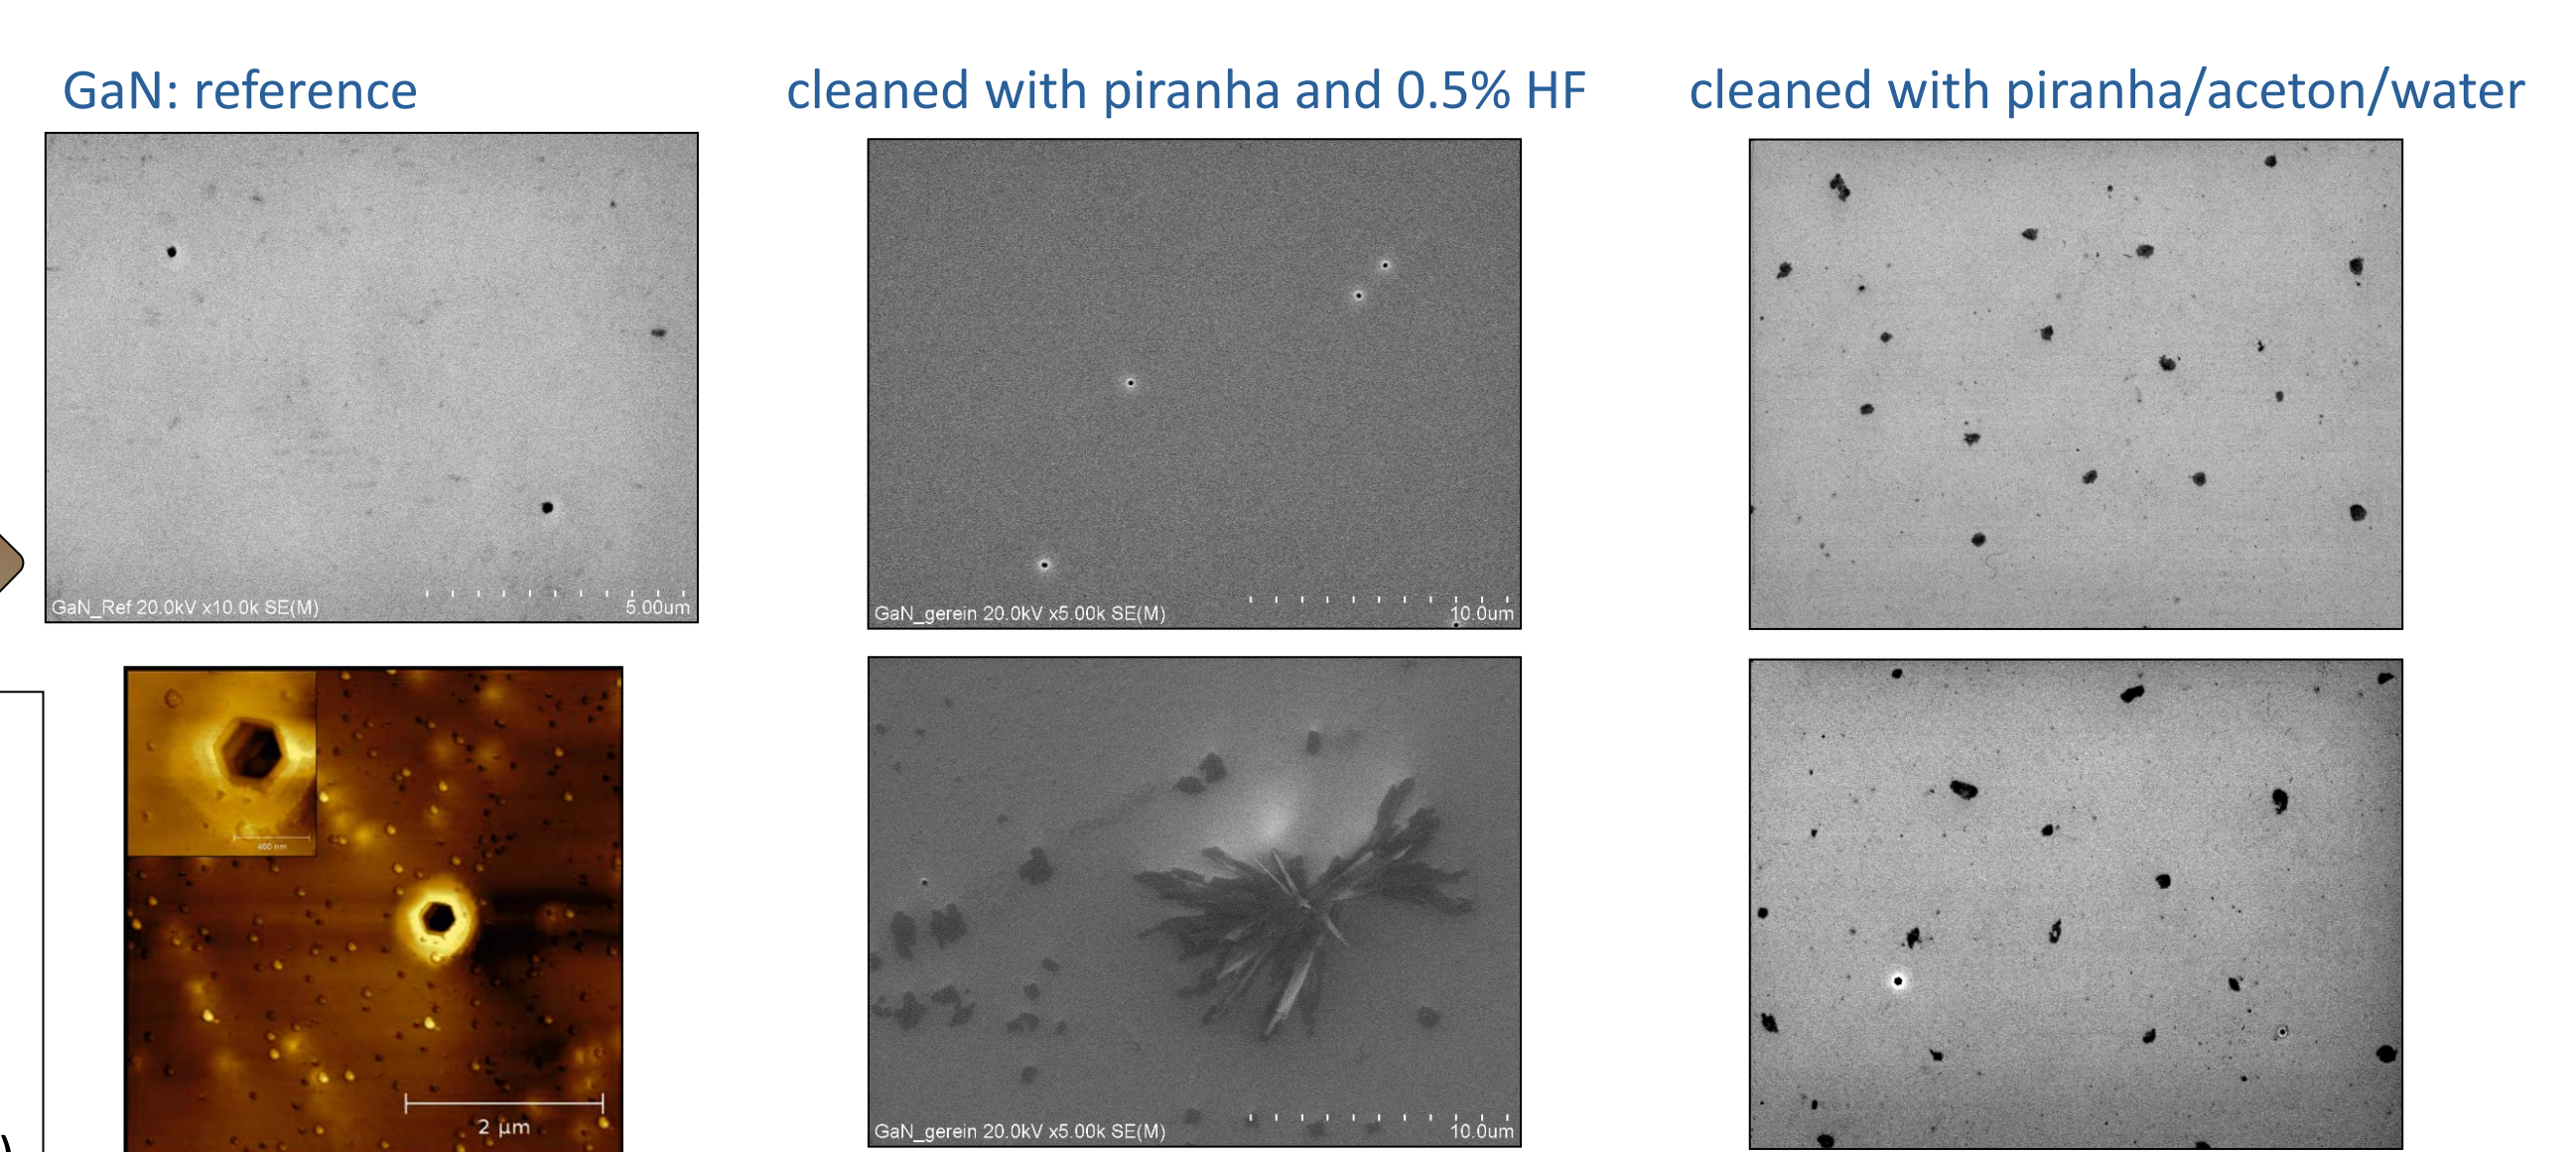 GaN: reference
cleaned with piranha and 0.5% HF
cleaned with piranha/aceton/water
GaN_Ref 20.0kV x10.0k SE(M)
5.00um
GaN_gerein 20.0kV x5.00k SE(M)
10.0um
400 nm
2 µm
GaN_gerein 20.0kV x5.00k SE(M)
10.0um
)